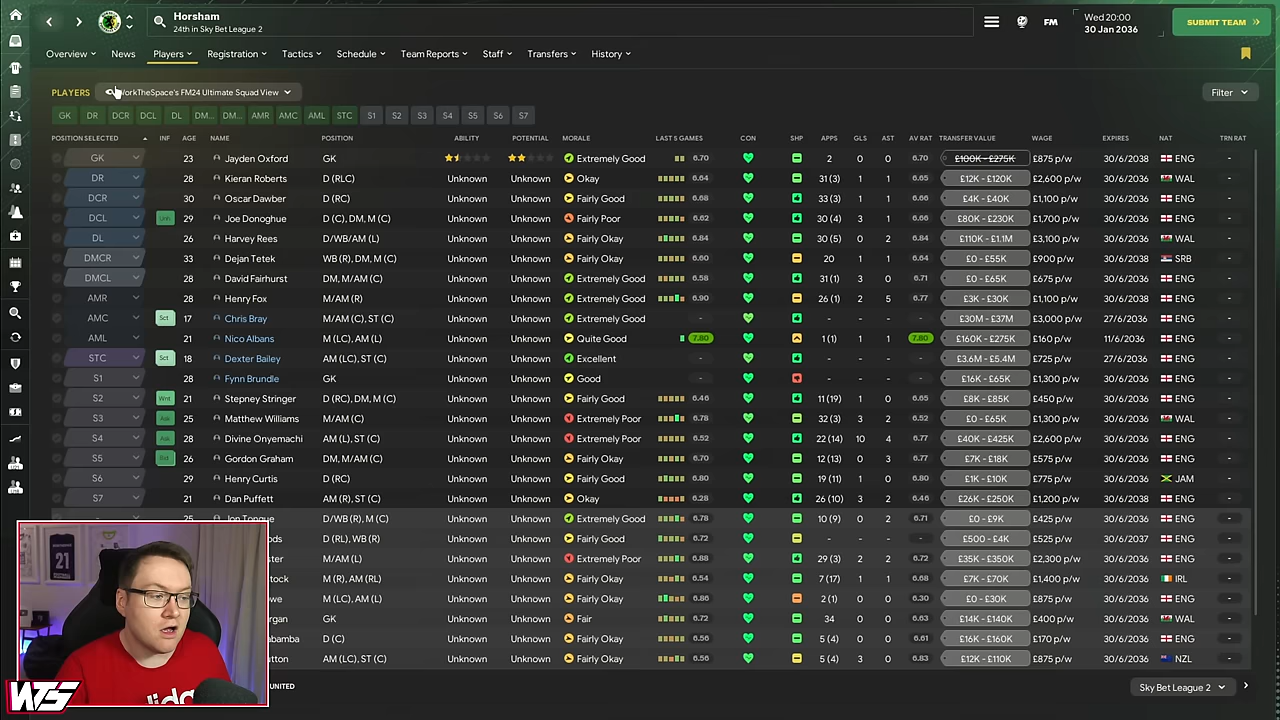 Horsham
24th in Sky Bet League 2
FM
Wed 20:00
30 Jan 2036
SUBMIT TEAM
Overview
News
Players
Registration
Tactics
Schedule
Team Reports
Staff
Transfers
History
PLAYERS
WorkTheSpace's FM24 Ultimate Squad View
Filter
GK DR DCR DCL DL DM... DM... AMR AMC AML STC S1 S2 S3 S4 S5 S6 S7
POSITION SELECTED INF AGE NAME POSITION ABILITY POTENTIAL MORALE LAST 5 GAMES CON SHP APPS GLS AST AV RAT TRANSFER VALUE WAGE EXPIRES NAT TRN RAT
GK 23 Jayden Oxford GK Extremely Good 6.70 2 0 0 6.70 £100K - £275K £875 p/w 30/6/2038 ENG -
DR 28 Kieran Roberts D (RLC) Unknown Unknown Okay 6.64 31 (3) 1 1 6.65 £12K - £120K £2,600 p/w 30/6/2036 WAL -
DCR 30 Oscar Dawber D (RC) Unknown Unknown Fairly Good 6.68 33 (3) 1 1 6.66 £4K - £40K £1,100 p/w 30/6/2036 ENG -
DCL Unh 29 Joe Donoghue D (C), DM, M (C) Unknown Unknown Fairly Poor 6.62 30 (4) 3 1 6.66 £80K - £230K £1,700 p/w 30/6/2036 ENG -
DL 26 Harvey Rees D/WB/AM (L) Unknown Unknown Fairly Okay 6.84 30 (5) 0 2 6.84 £110K - £1.1M £3,100 p/w 30/6/2036 WAL -
DMCR 33 Dejan Tetek WB (R), DM, M (C) Unknown Unknown Fairly Okay 6.60 20 1 1 6.64 £0 - £55K £900 p/w 30/6/2036 SRB -
DMCL 28 David Fairhurst DM, M/AM (C) Unknown Unknown Extremely Good 6.58 31 (1) 3 0 6.71 £0 - £65K £675 p/w 30/6/2036 ENG -
AMR 28 Henry Fox M/AM (R) Unknown Unknown Extremely Good 6.90 26 (1) 2 5 6.77 £3K - £30K £1,100 p/w 30/6/2036 ENG -
AMC Sct 17 Chris Bray M/AM (C), ST (C) Unknown Unknown Extremely Good - - - - - £30M - £37M £3,000 p/w 27/6/2036 ENG -
AML 21 Nico Albans M (LC), AM (L) Unknown Unknown Quite Good 7.80 1 (1) 1 1 7.80 £160K - £275K £160 p/w 11/6/2036 ENG -
STC Sct 18 Dexter Bailey AM (LC), ST (C) Unknown Unknown Excellent - - - - - £3.6M - £5.4M £725 p/w 27/6/2036 ENG -
S1 28 Fynn Brundle GK Unknown Unknown Good - - - - - £16K - £65K £1,300 p/w 30/6/2036 ENG -
S2 Wnt 21 Stepney Stringer D (RC), DM, M (C) Unknown Unknown Fairly Good 6.46 11 (19) 1 0 6.65 £8K - £85K £450 p/w 30/6/2036 ENG -
S3 Ask 25 Matthew Williams M/AM (C) Unknown Unknown Extremely Poor 6.78 32 (3) 1 2 6.52 £0 - £65K £1,300 p/w 30/6/2036 WAL -
S4 Ask 28 Divine Onyemachi AM (L), ST (C) Unknown Unknown Extremely Poor 6.52 22 (14) 10 4 6.77 £40K - £425K £2,600 p/w 30/6/2036 ENG -
S5 26 Gordon Graham DM, M/AM (C) Unknown Unknown Fairly Okay 6.80 12 (13) 3 0 6.77 £7K - £18K £575 p/w 30/6/2036 ENG -
S6 29 Henry Curtis D (RC) Unknown Unknown Fairly Good 6.80 19 (11) 1 0 6.80 £1K - £10K £775 p/w 30/6/2036 JAM -
S7 21 Dan Puffett AM (R), ST (C) Unknown Unknown Okay 6.28 26 (10) 3 2 6.46 £26K - £250K £1,200 p/w 30/6/2038 ENG -
25 Jon Tongue D/WB (R), M (C) Unknown Unknown Extremely Good 6.78 10 (9) 0 2 6.71 £0 - £9K £425 p/w 30/6/2036 ENG -
D (RL), WB (R) Unknown Unknown Fairly Good 6.72 - - - - £500 - £4K £525 p/w 30/6/2037 ENG -
M/AM (L) Unknown Unknown Extremely Poor 6.88 29 (3) 2 2 6.72 £35K - £350K £2,300 p/w 30/6/2036 ENG -
M (R), AM (RL) Unknown Unknown Fairly Okay 6.54 7 (17) 1 1 6.68 £7K - £70K £1,400 p/w 30/6/2036 IRL -
M (LC), AM (L) Unknown Unknown Fairly Okay 6.86 2 (1) 0 0 6.30 £0 - £30K £875 p/w 30/6/2036 ENG -
GK Unknown Unknown Fair 6.72 34 0 0 6.63 £14K - £140K £400 p/w 30/6/2036 WAL -
D (C) Unknown Unknown Fairly Okay 6.56 5 (4) 0 0 6.61 £16K - £160K £170 p/w 30/6/2036 ENG -
AM (LC), ST (C) Unknown Unknown Fairly Okay 6.56 5 (4) 3 0 6.83 £12K - £110K £875 p/w 30/6/2036 NZL -
21
WTS
UNITED
Sky Bet League 2